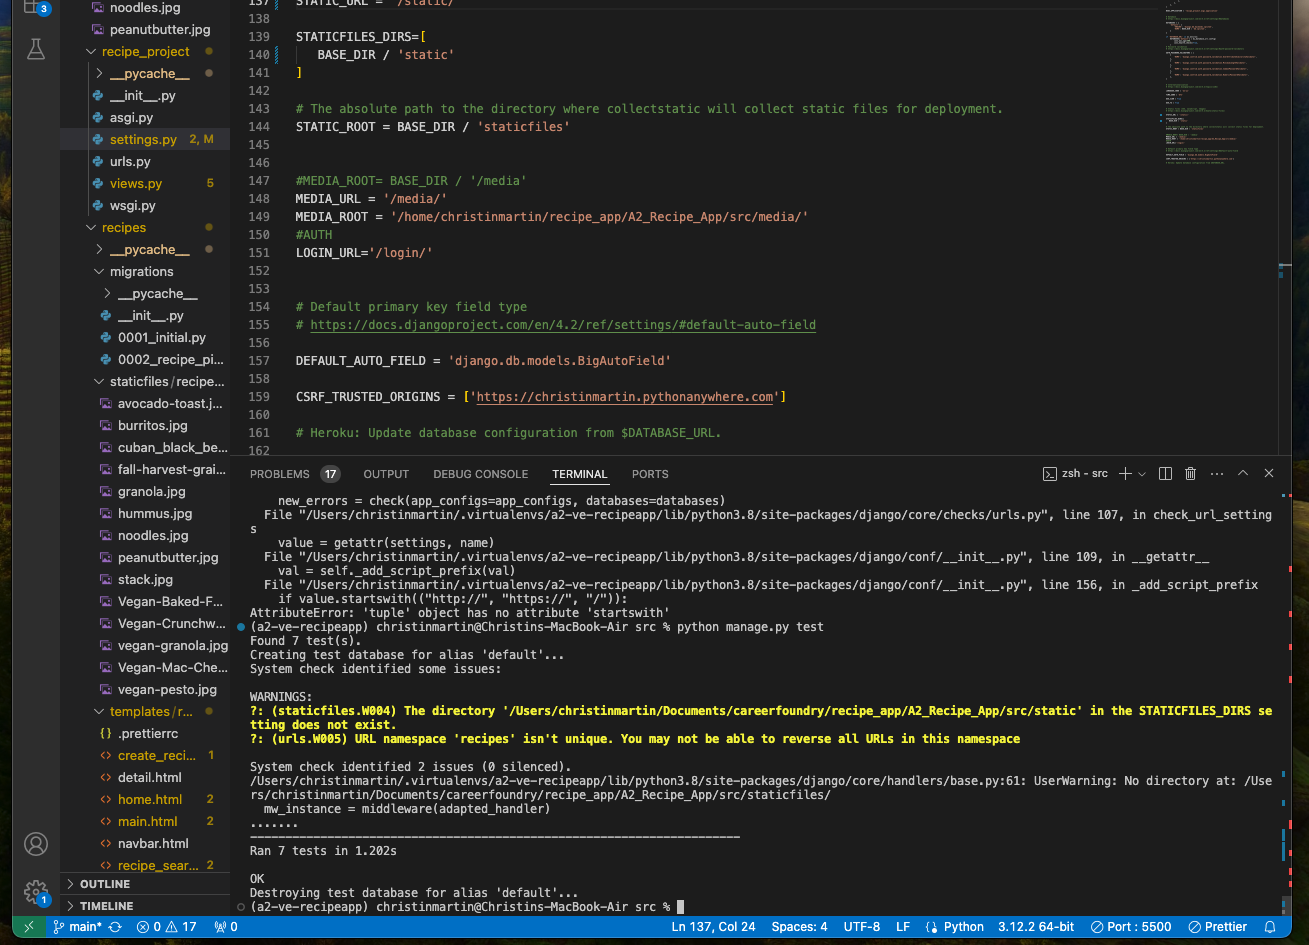 3
noodles.jpg
peanutbutter.jpg
recipe_project
__pycache__
__init__.py
asgi.py
settings.py 2, M
urls.py
views.py 5
wsgi.py
recipes
__pycache__
migrations
__pycache__
__init__.py
0001_initial.py
0002_recipe_pi...
staticfiles/recipe...
avocado-toast.j...
burritos.jpg
cuban_black_be...
fall-harvest-grai...
granola.jpg
hummus.jpg
noodles.jpg
peanutbutter.jpg
stack.jpg
Vegan-Baked-F...
Vegan-Crunchw...
vegan-granola.jpg
Vegan-Mac-Che...
vegan-pesto.jpg
templates/r...
{} .prettierrc
<> create_reci... 1
<> detail.html
<> home.html 2
<> main.html 2
<> navbar.html
<> recipe_sear... 2
OUTLINE
TIMELINE
1
137 STATIC_URL = '/static/'
138
139 STATICFILES_DIRS=[
140 BASE_DIR / 'static'
141 ]
142
143 # The absolute path to the directory where collectstatic will collect static files for deployment.
144 STATIC_ROOT = BASE_DIR / 'staticfiles'
145
146
147 #MEDIA_ROOT= BASE_DIR / '/media'
148 MEDIA_URL = '/media/'
149 MEDIA_ROOT = '/home/christinmartin/recipe_app/A2_Recipe_App/src/media/'
150 #AUTH
151 LOGIN_URL='/login/'
152
153
154 # Default primary key field type
155 # https://docs.djangoproject.com/en/4.2/ref/settings/#default-auto-field
156
157 DEFAULT_AUTO_FIELD = 'django.db.models.BigAutoField'
158
159 CSRF_TRUSTED_ORIGINS = ['https://christinmartin.pythonanywhere.com']
160
161 # Heroku: Update database configuration from $DATABASE_URL.
162
PROBLEMS 17 OUTPUT DEBUG CONSOLE TERMINAL PORTS zsh - src
new_errors = check(app_configs=app_configs, databases=databases)
File "/Users/christinmartin/.virtualenvs/a2-ve-recipeapp/lib/python3.8/site-packages/django/core/checks/urls.py", line 107, in check_url_setting
s
value = getattr(settings, name)
File "/Users/christinmartin/.virtualenvs/a2-ve-recipeapp/lib/python3.8/site-packages/django/conf/__init__.py", line 109, in __getattr__
val = self._add_script_prefix(val)
File "/Users/christinmartin/.virtualenvs/a2-ve-recipeapp/lib/python3.8/site-packages/django/conf/__init__.py", line 156, in _add_script_prefix
if value.startswith(("http://", "https://", "/")):
AttributeError: 'tuple' object has no attribute 'startswith'
(a2-ve-recipeapp) christinmartin@Christins-MacBook-Air src % python manage.py test
Found 7 test(s).
Creating test database for alias 'default'...
System check identified some issues:
WARNINGS:
?: (staticfiles.W004) The directory '/Users/christinmartin/Documents/careerfoundry/recipe_app/A2_Recipe_App/src/static' in the STATICFILES_DIRS se
tting does not exist.
?: (urls.W005) URL namespace 'recipes' isn't unique. You may not be able to reverse all URLs in this namespace
System check identified 2 issues (0 silenced).
/Users/christinmartin/.virtualenvs/a2-ve-recipeapp/lib/python3.8/site-packages/django/core/handlers/base.py:61: UserWarning: No directory at: /Use
rs/christinmartin/Documents/careerfoundry/recipe_app/A2_Recipe_App/src/staticfiles/
mw_instance = middleware(adapted_handler)
.......
----------------------------------------------------------------------
Ran 7 tests in 1.202s
OK
Destroying test database for alias 'default'...
(a2-ve-recipeapp) christinmartin@Christins-MacBook-Air src %
main* 0 17 0 Ln 137, Col 24 Spaces: 4 UTF-8 LF Python 3.12.2 64-bit Port : 5500 Prettier